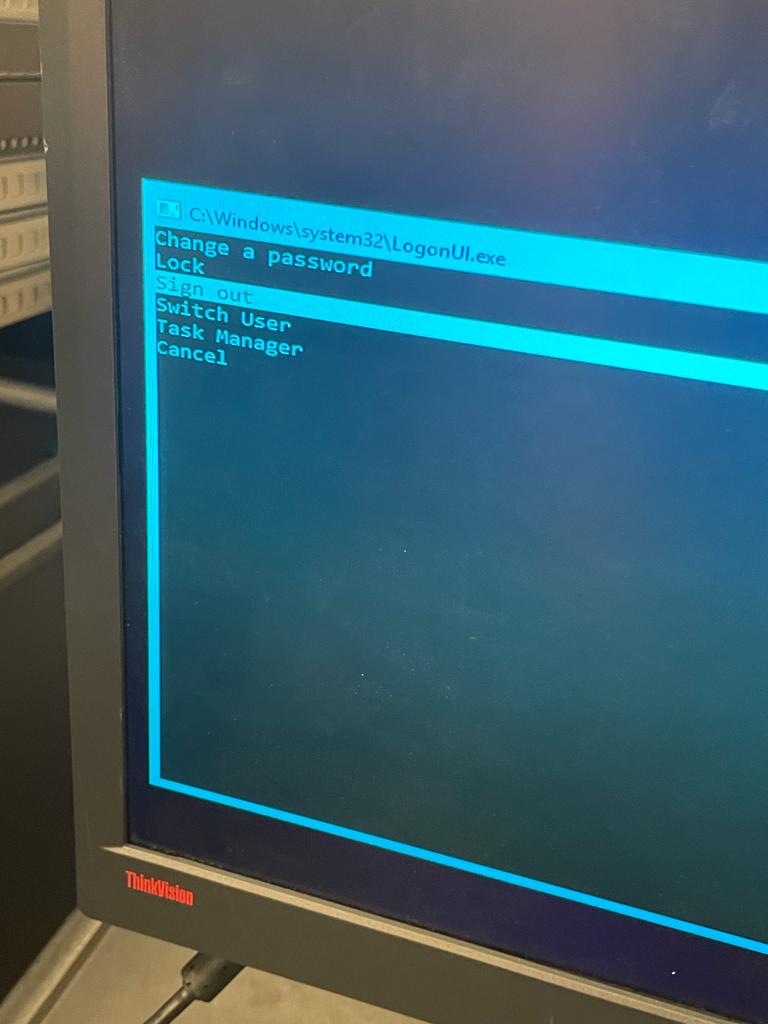 C:\Windows\system32\LogonUI.exe
Change a password
Lock
Sign out
Switch User
Task Manager
Cancel
ThinkVision